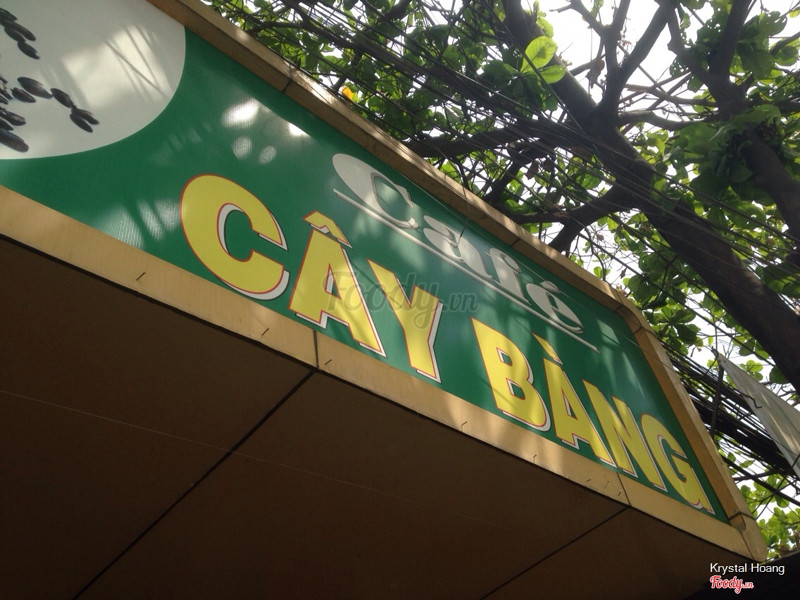 Café
CÂY BÀNG
Foody.vn
Krystal Hoang
Foody.vn